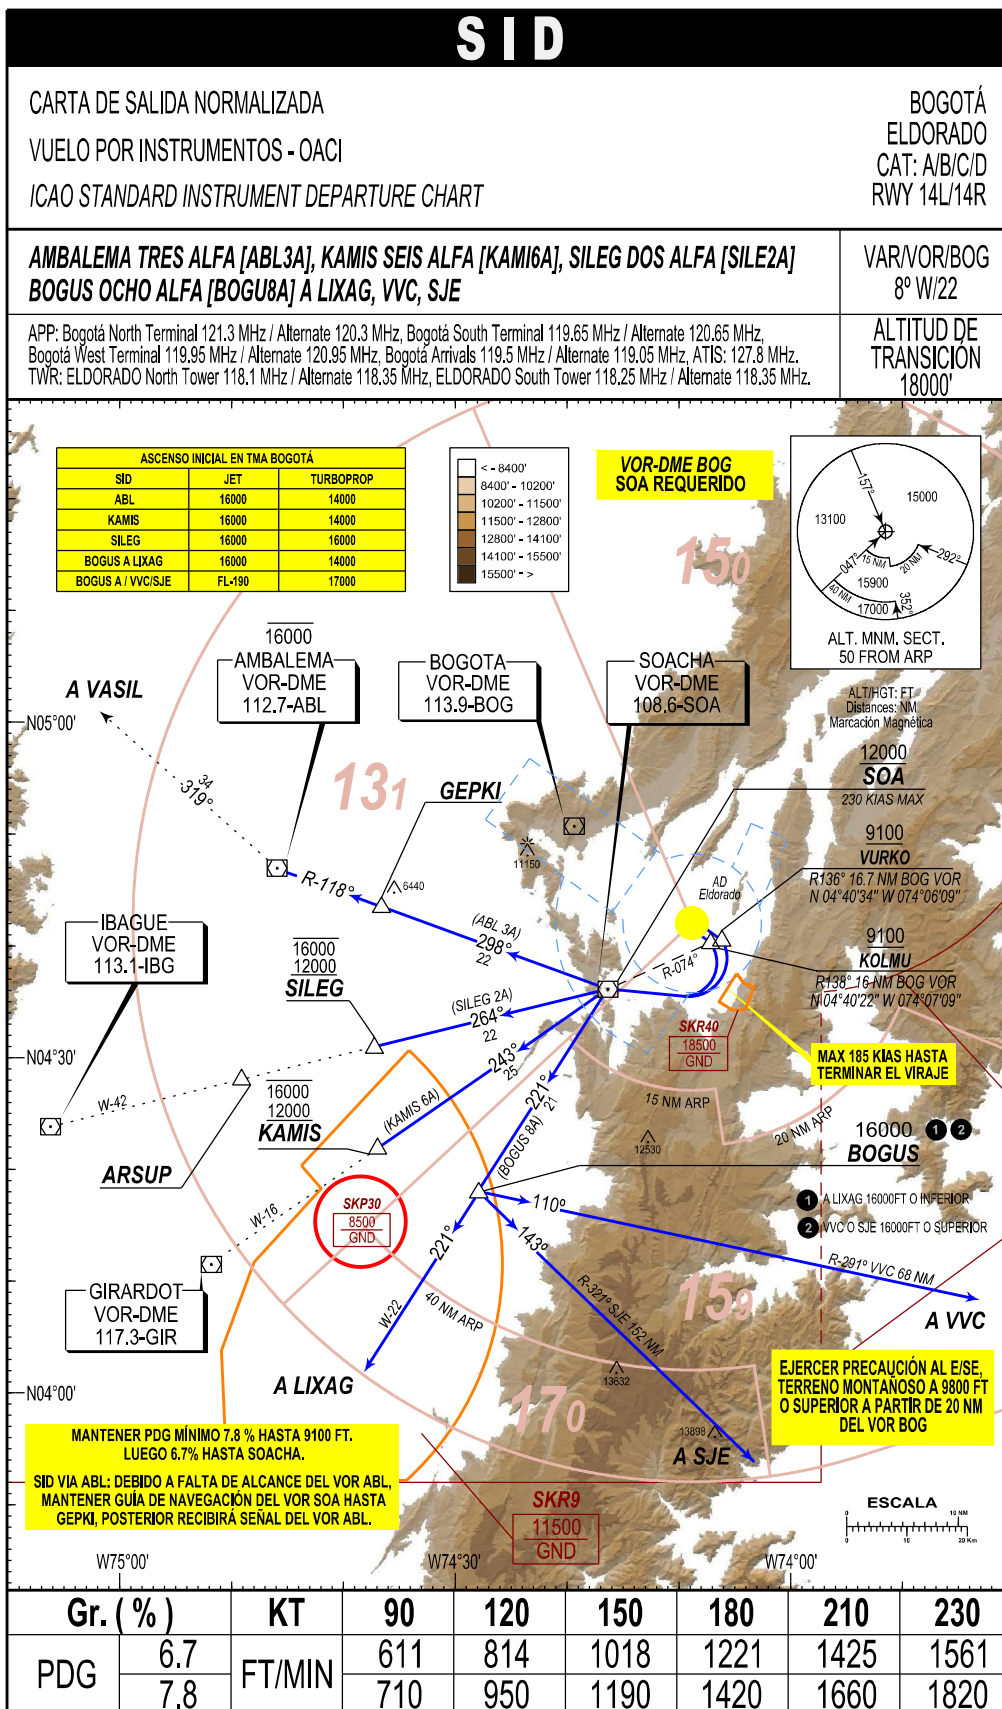 SID
CARTA DE SALIDA NORMALIZADA
VUELO POR INSTRUMENTOS - OACI
ICAO STANDARD INSTRUMENT DEPARTURE CHART
BOGOTÁ
ELDORADO
CAT: A/B/C/D
RWY 14L/14R
AMBALEMA TRES ALFA [ABL3A], KAMIS SEIS ALFA [KAMI6A], SILEG DOS ALFA [SILE2A]
BOGUS OCHO ALFA [BOGU8A] A LIXAG, VVC, SJE
VAR/VOR/BOG
8º W/22
APP: Bogotá North Terminal 121.3 MHz / Alternate 120.3 MHz, Bogotá South Terminal 119.65 MHz / Alternate 120.65 MHz,
Bogotá West Terminal 119.95 MHz / Alternate 120.95 MHz, Bogotá Arrivals 119.5 MHz / Alternate 119.05 MHz, ATIS: 127.8 MHz.
TWR: ELDORADO North Tower 118.1 MHz / Alternate 118.35 MHz, ELDORADO South Tower 118.25 MHz / Alternate 118.35 MHz.
ALTITUD DE
TRANSICIÓN
18000'
ASCENSO INICIAL EN TMA BOGOTÁ
SID JET TURBOPROP
ABL 16000 14000
KAMIS 16000 14000
SILEG 16000 16000
BOGUS A LIXAG 16000 14000
BOGUS A / VVC/SJE FL-190 17000
< - 8400'
8400' - 10200'
10200' - 11500'
11500' - 12800'
12800' - 14100'
14100' - 15500'
15500' - >
VOR-DME BOG
SOA REQUERIDO
157°
15000
13100
047°
15 NM
20 NM
292°
15900
40 NM
17000
352°
ALT. MNM. SECT.
50 FROM ARP
150
16000
AMBALEMA
VOR-DME
112.7-ABL
BOGOTA
VOR-DME
113.9-BOG
SOACHA
VOR-DME
108.6-SOA
A VASIL
N05°00'
ALT/HGT: FT
Distances: NM
Marcación Magnética
34
319°
131
GEPKI
12000
SOA
230 KIAS MAX
9100
VURKO
R136° 16.7 NM BOG VOR
N 04°40'34" W 074°06'09"
11150
AD
Eldorado
R-118°
6440
(ABL 3A)
298°
22
IBAGUE
VOR-DME
113.1-IBG
16000
12000
SILEG
R-074°
9100
KOLMU
R138° 16 NM BOG VOR
N 04°40'22" W 074°07'09"
(SILEG 2A)
264°
22
SKR40
18500
GND
MAX 185 KIAS HASTA
TERMINAR EL VIRAJE
N04°30'
243°
25
221°
21
W-42
16000
12000
KAMIS
(KAMIS 6A)
(BOGUS 8A)
15 NM ARP
20 NM ARP
12530
16000 1 2
BOGUS
ARSUP
SKP30
8500
GND
110º
1 A LIXAG 16000FT O INFERIOR
2 VVC O SJE 16000FT O SUPERIOR
W-16
221°
143°
GIRARDOT
VOR-DME
117.3-GIR
R-291º VVC 68 NM
159
A VVC
W-22
40 NM ARP
R-321º SJE 152 NM
A LIXAG
N04°00'
170
13632
EJERCER PRECAUCIÓN AL E/SE,
TERRENO MONTAÑOSO A 9800 FT
O SUPERIOR A PARTIR DE 20 NM
DEL VOR BOG
MANTENER PDG MÍNIMO 7.8 % HASTA 9100 FT.
LUEGO 6.7% HASTA SOACHA.
SID VIA ABL: DEBIDO A FALTA DE ALCANCE DEL VOR ABL,
MANTENER GUÍA DE NAVEGACIÓN DEL VOR SOA HASTA
GEPKI, POSTERIOR RECIBIRÁ SEÑAL DEL VOR ABL.
13898
A SJE
SKR9
11500
GND
ESCALA
0 10 NM
0 20 Km
W75°00'
W74°30'
W74°00'
Gr. ( % ) KT 90 120 150 180 210 230
PDG 6.7 FT/MIN 611 814 1018 1221 1425 1561
7.8 710 950 1190 1420 1660 1820